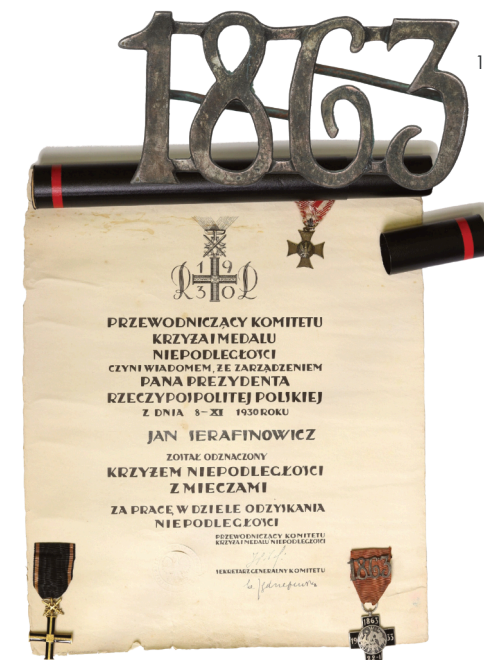 1863
1
19
30
PRZEWODNICZĄCY KOMITETU
KRZYŻA I MEDALU
NIEPODLEGŁOŚCI
CZYNI WIADOMEM, ŻE ZARZĄDZENIEM
PANA PREZYDENTA
RZECZYPOSPOLITEJ POLSKIEJ
Z DNIA 8-XI 1930 ROKU
JAN SERAFINOWICZ
ZOSTAŁ ODZNACZONY
KRZYŻEM NIEPODLEGŁOŚCI
Z MIECZAMI
ZA PRACĘ W DZIELE ODZYSKANIA
NIEPODLEGŁOŚCI
PRZEWODNICZĄCY KOMITETU
KRZYŻA I MEDALU NIEPODLEGŁOŚCI
SEKRETARZ GENERALNY KOMITETU
1863
1863